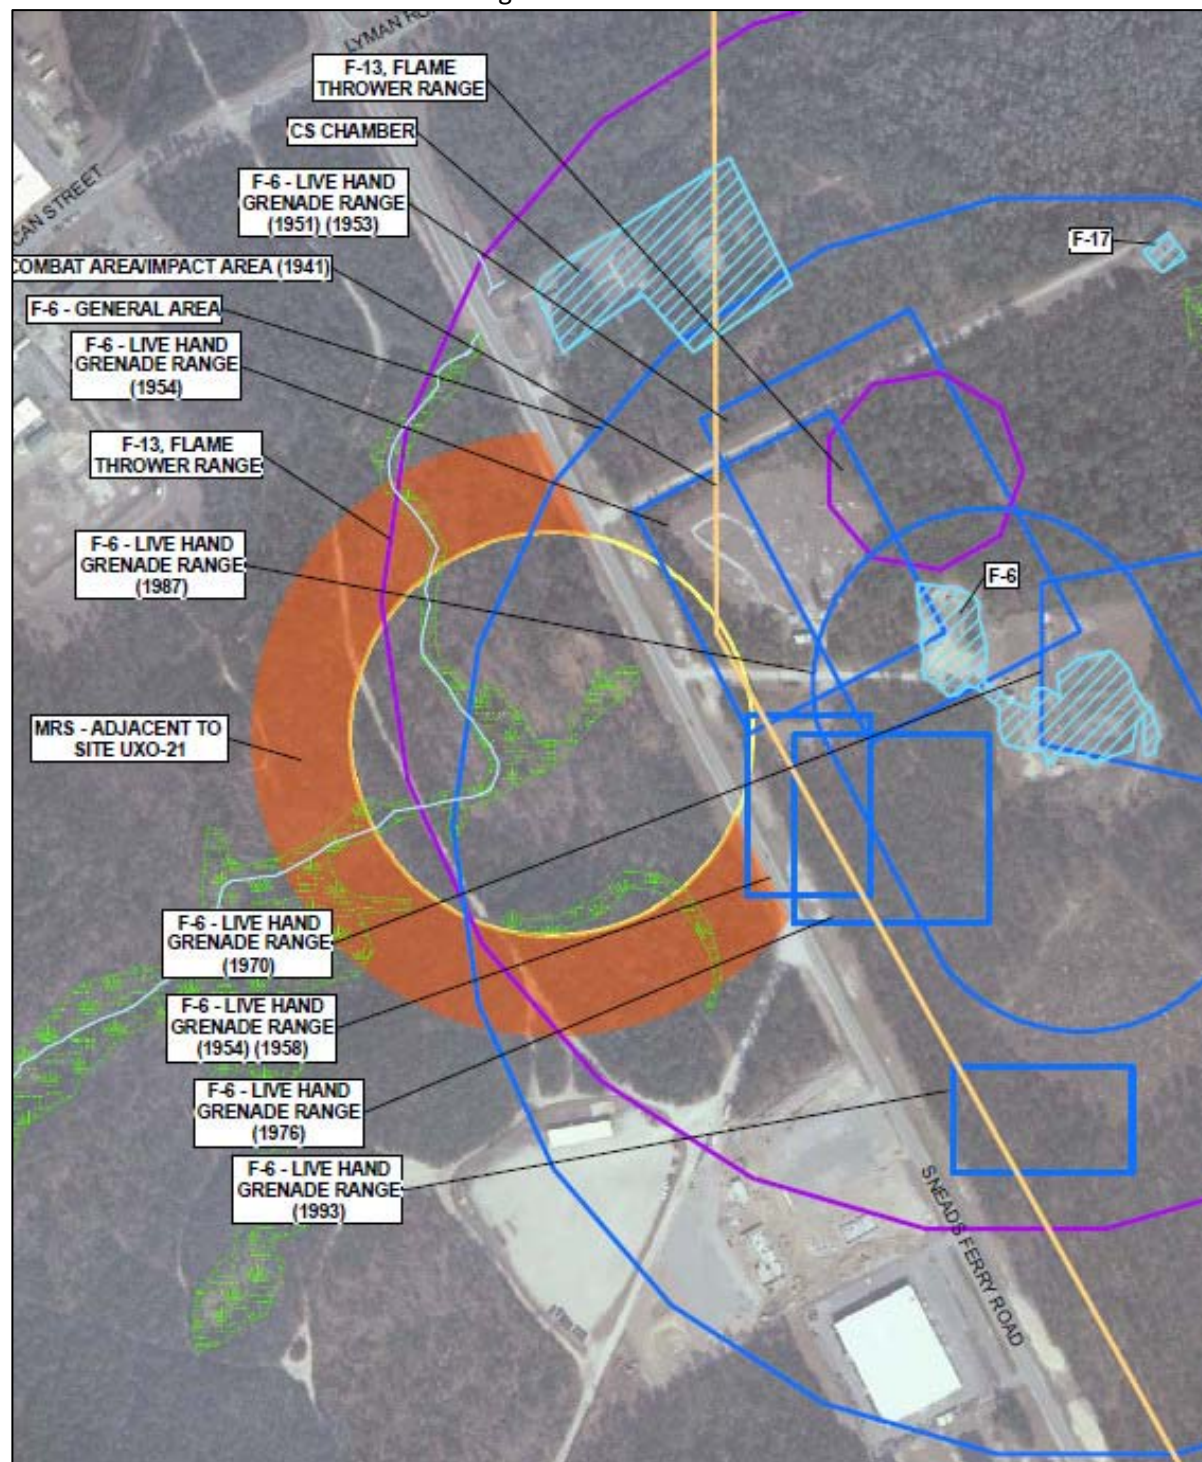 F-13, FLAME
THROWER RANGE
CS CHAMBER
F-6 - LIVE HAND
GRENADE RANGE
(1951) (1953)
COMBAT AREA/IMPACT AREA (1941)
F-6 - GENERAL AREA
F-6 - LIVE HAND
GRENADE RANGE
(1954)
F-13, FLAME
THROWER RANGE
F-6 - LIVE HAND
GRENADE RANGE
(1987)
MRS - ADJACENT TO
SITE UXO-21
F-6 - LIVE HAND
GRENADE RANGE
(1970)
F-6 - LIVE HAND
GRENADE RANGE
(1954) (1958)
F-6 - LIVE HAND
GRENADE RANGE
(1976)
F-6 - LIVE HAND
GRENADE RANGE
(1993)
LYMAN
CAN STREET
F-17
F-6
SNEADS FERRY ROAD